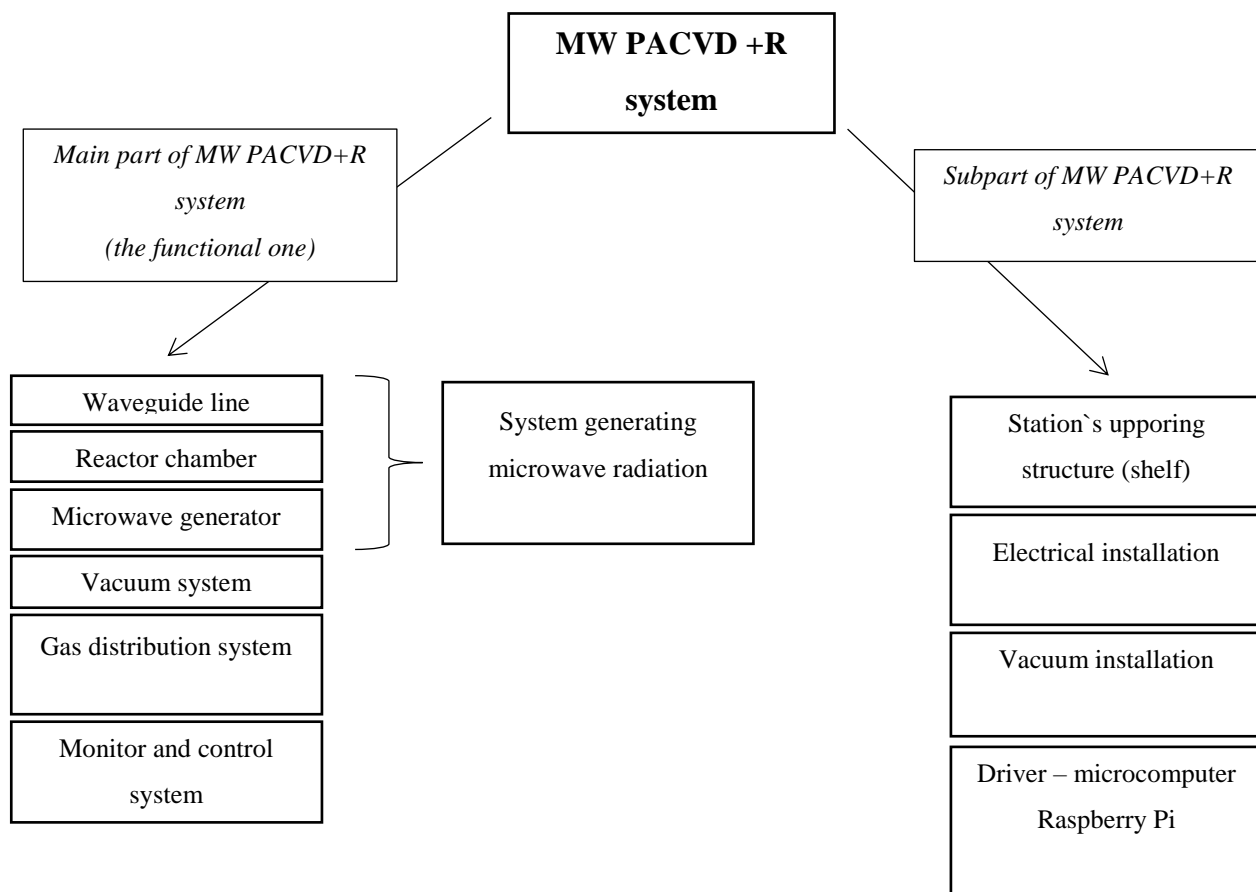 MW PACVD +R
system
Main part of MW PACVD+R
system
(the functional one)
Subpart of MW PACVD+R
system
Waveguide line
Reactor chamber
Microwave generator
Vacuum system
Gas distribution system
Monitor and control
system
System generating
microwave radiation
Station`s upporing
structure (shelf)
Electrical installation
Vacuum installation
Driver – microcomputer
Raspberry Pi